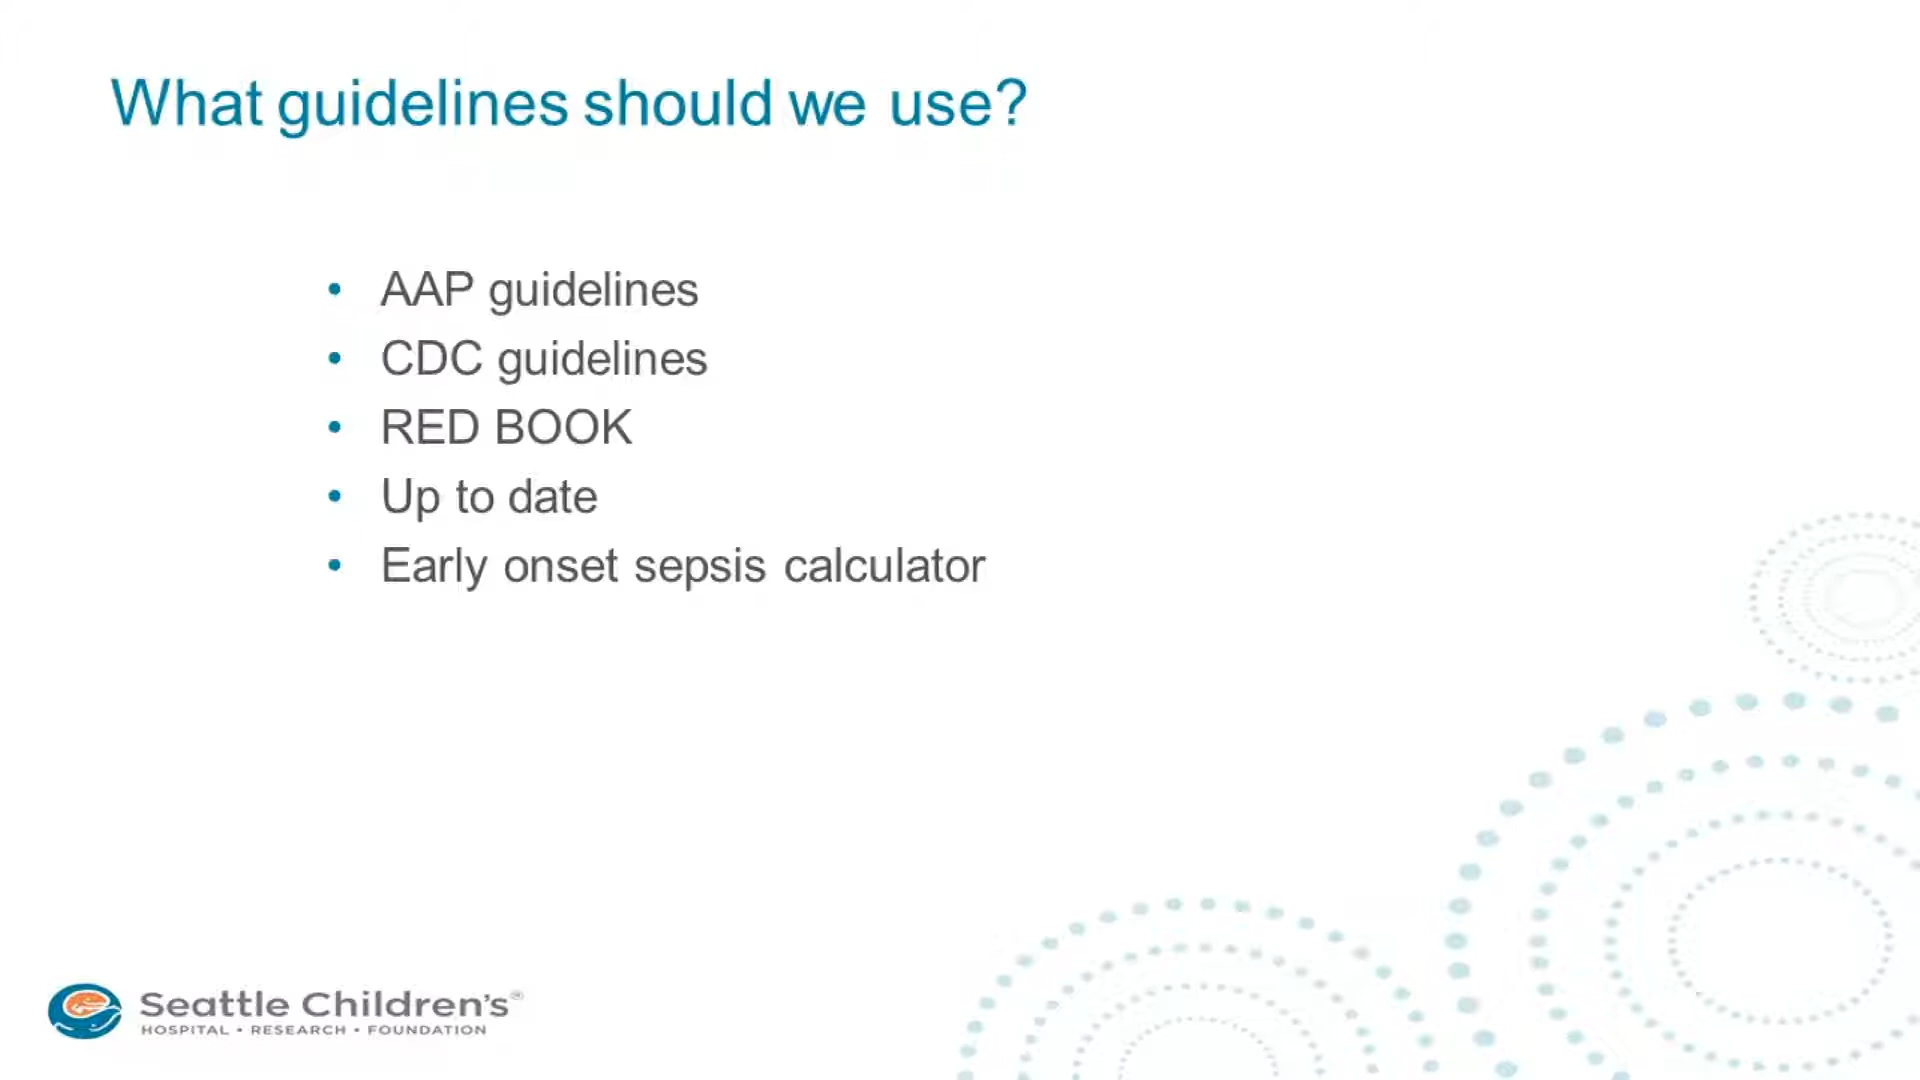 What guidelines should we use?
• AAP guidelines
• CDC guidelines
• RED BOOK
• Up to date
• Early onset sepsis calculator
Seattle Children's®
HOSPITAL • RESEARCH • FOUNDATION